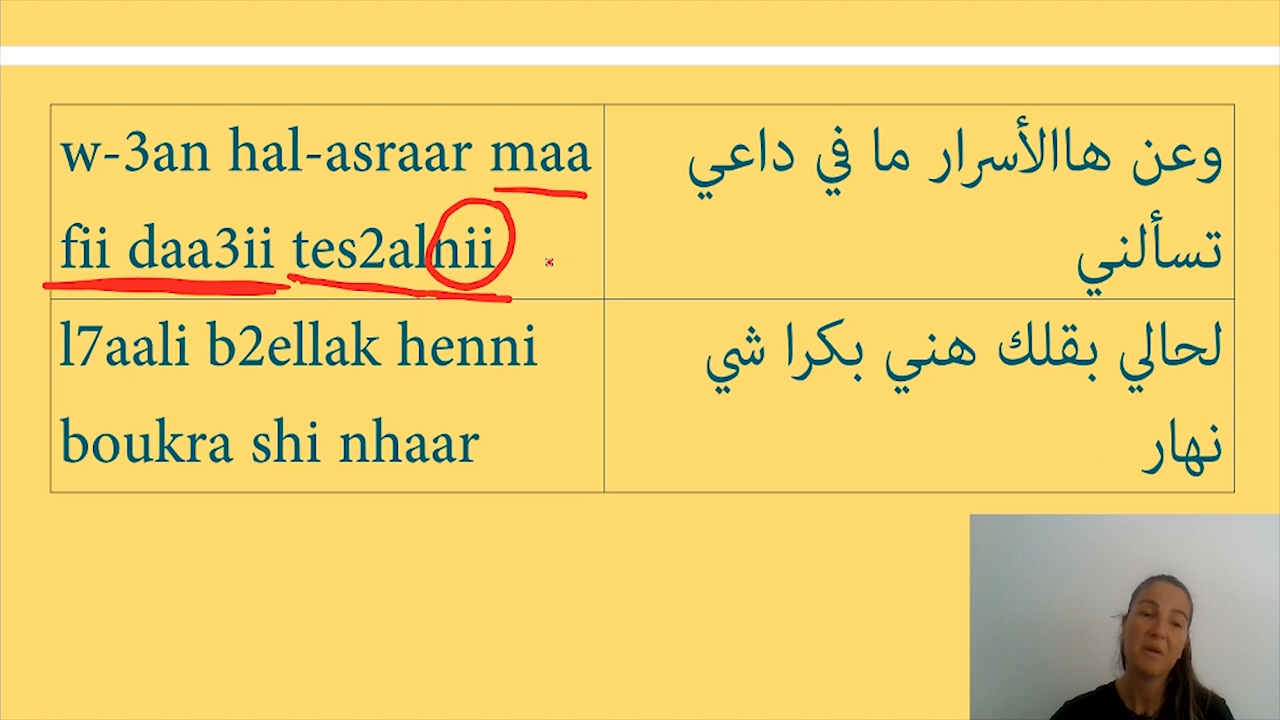 w-3an hal-asraar maa
fii daa3ii tes2alnii
وعن هاالأسرار ما في داعي
تسألني
l7aali b2ellak henni
boukra shi nhaar
لحالي بقلك هني بكرا شي
نهار